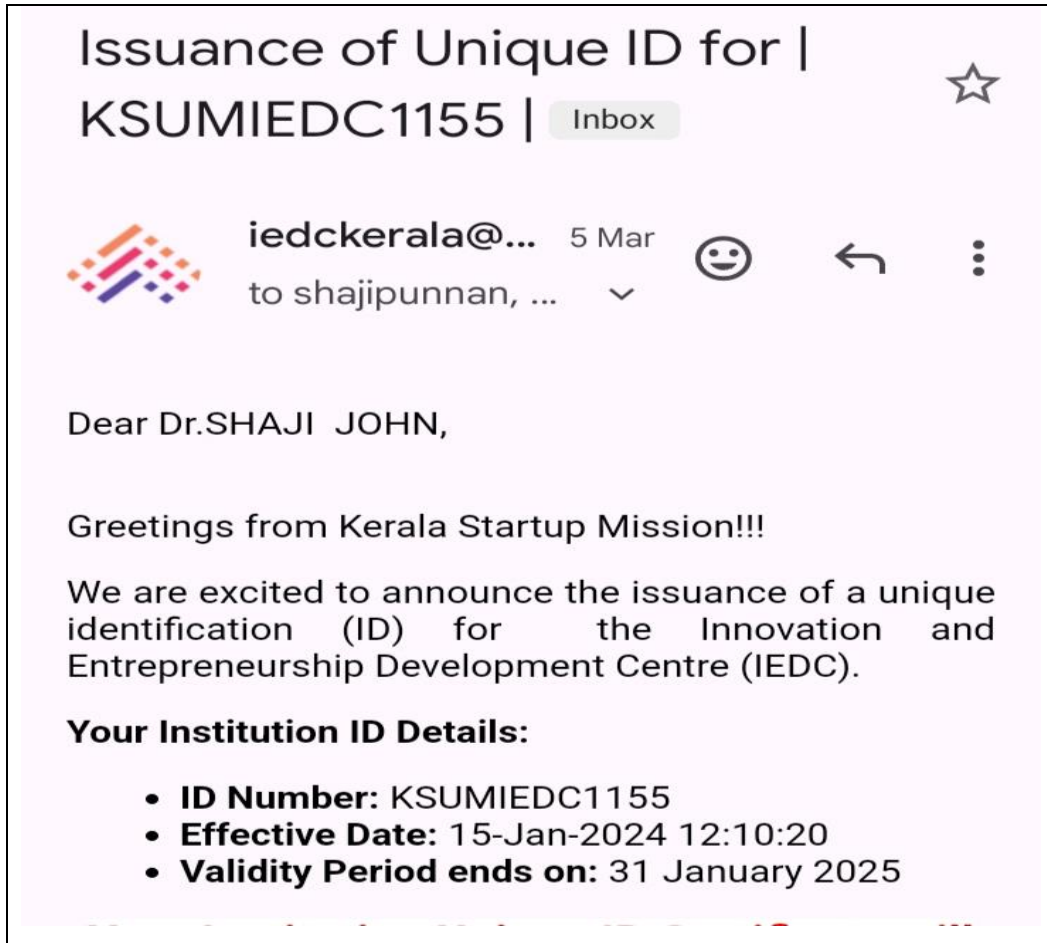 Issuance of Unique ID for |
KSUMIEDC1155 | Inbox
iedckerala@... 5 Mar
to shajipunnan, ...
Dear Dr.SHAJI JOHN,
Greetings from Kerala Startup Mission!!!
We are excited to announce the issuance of a unique
identification (ID) for the Innovation and
Entrepreneurship Development Centre (IEDC).
Your Institution ID Details:
• ID Number: KSUMIEDC1155
• Effective Date: 15-Jan-2024 12:10:20
• Validity Period ends on: 31 January 2025